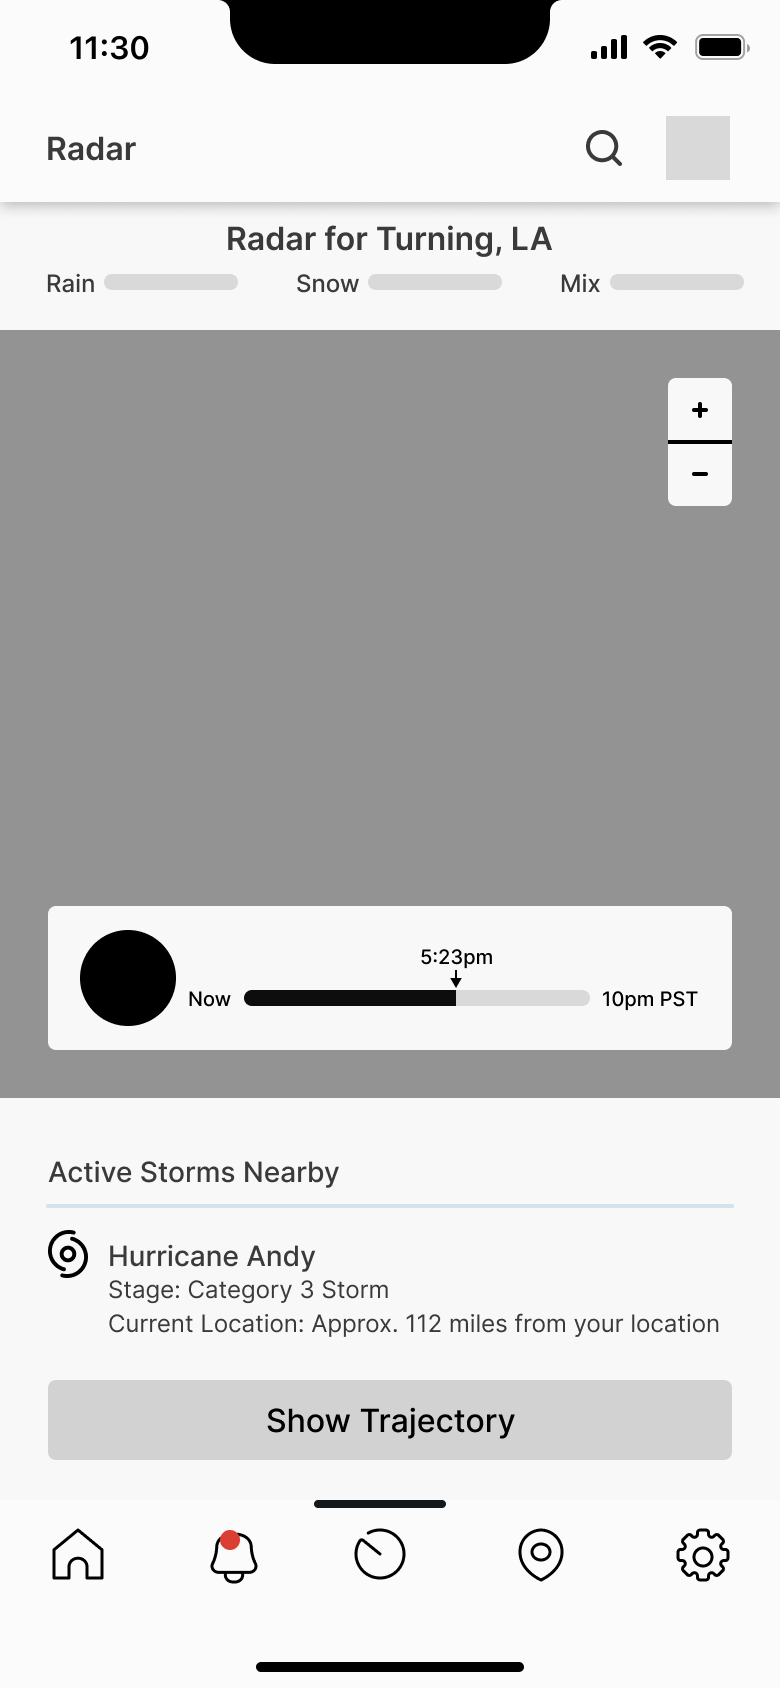 11:30
Radar
Radar for Turning, LA
Rain Snow Mix
+
-
5:23pm
Now 10pm PST
Active Storms Nearby
Hurricane Andy
Stage: Category 3 Storm
Current Location: Approx. 112 miles from your location
Show Trajectory